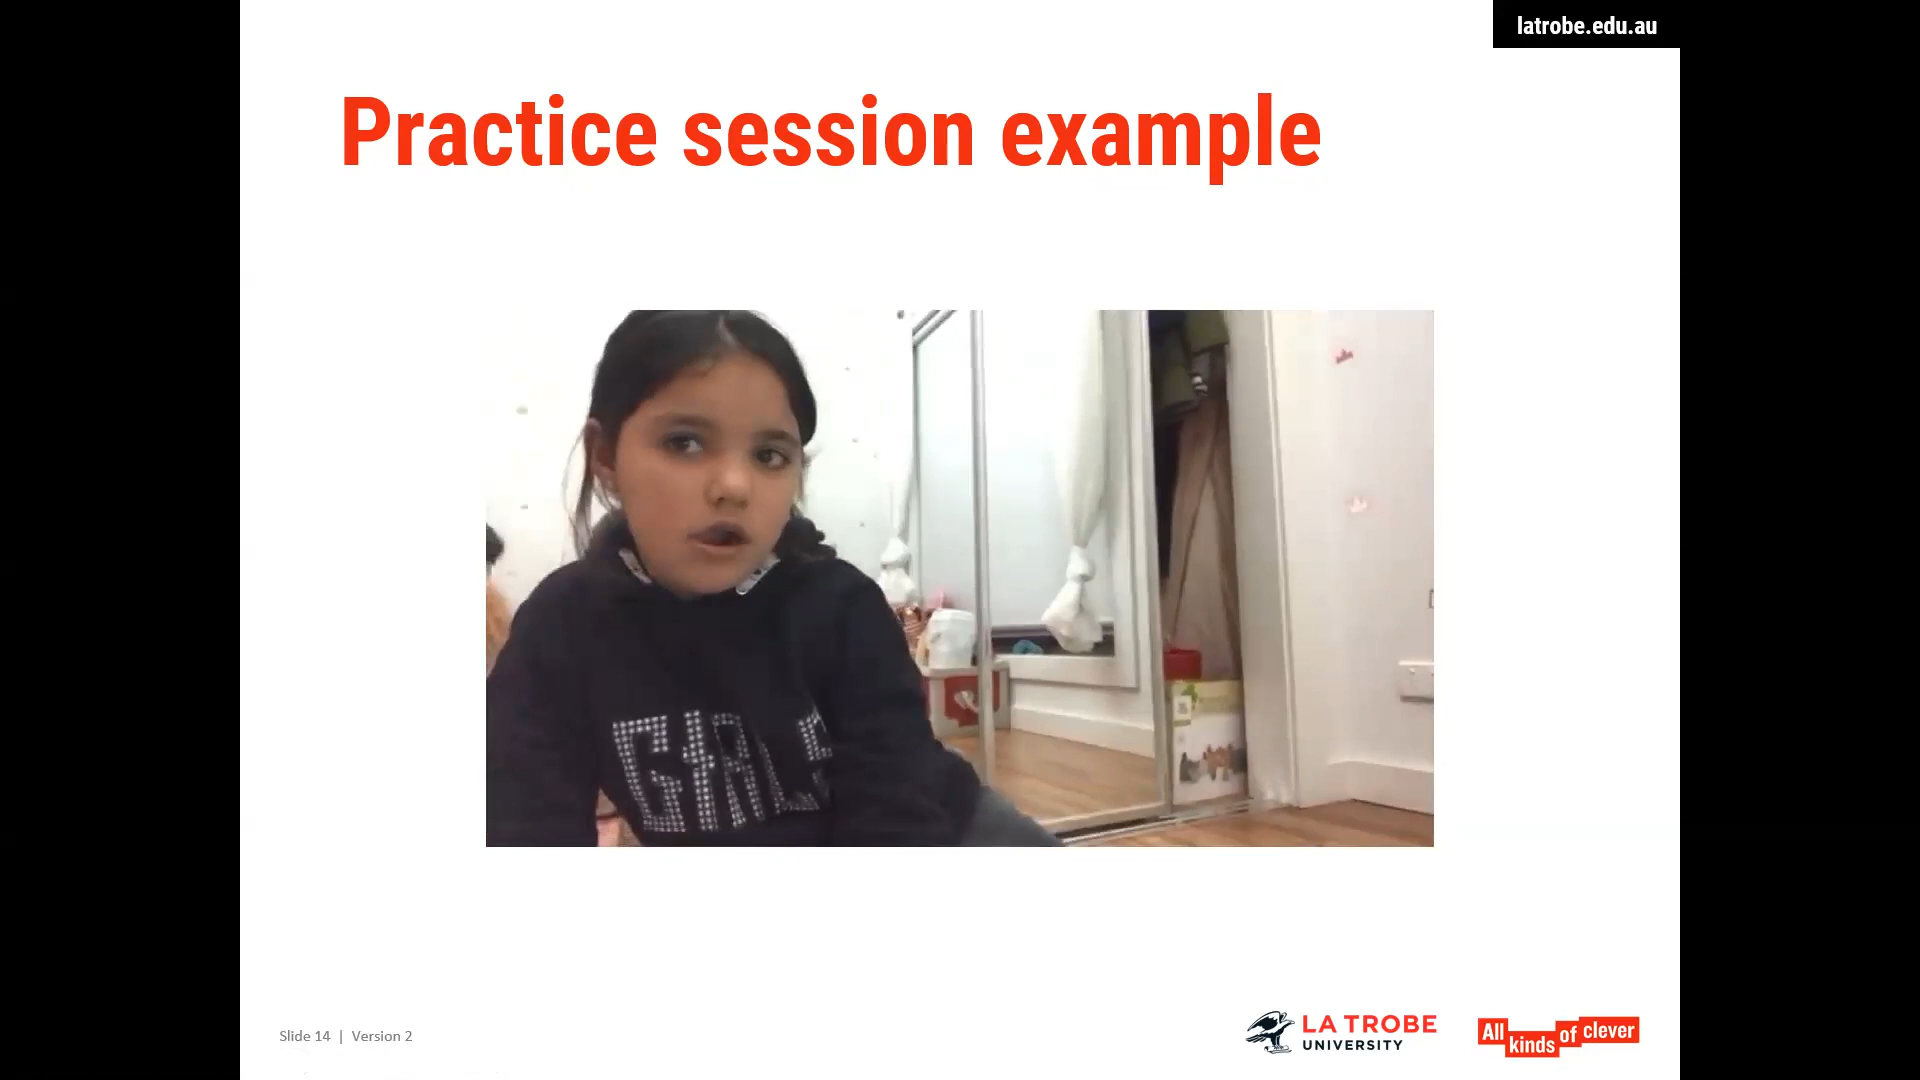 latrobe.edu.au
Practice session example
GIRLS
Slide 14 | Version 2
LA TROBE
UNIVERSITY
All kinds of clever